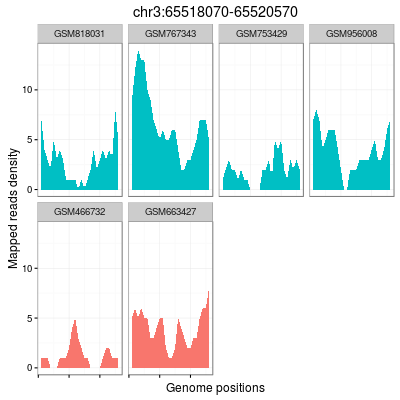 chr3:65518070-65520570
GSM818031 GSM767343 GSM753429 GSM956008
10
5
0
GSM466732 GSM663427
10
5
0
Mapped reads density
Genome positions